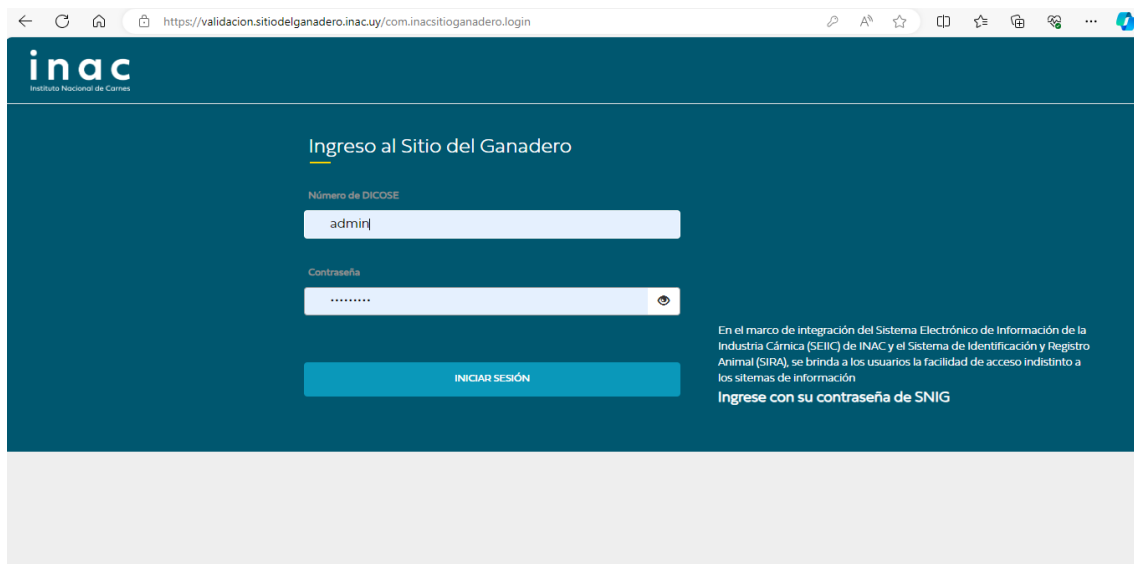 https://validacion.sitiodelganadero.inac.uy/com.inacsitioganadero.login
inac
Instituto Nacional de Carnes
Ingreso al Sitio del Ganadero
Número de DICOSE
admin
Contraseña
•••••••••
INICIAR SESIÓN
En el marco de integración del Sistema Electrónico de Información de la
Industria Cárnica (SEIIC) de INAC y el Sistema de Identificación y Registro
Animal (SIRA), se brinda a los usuarios la facilidad de acceso indistinto a
los sitemas de información
Ingrese con su contraseña de SNIG